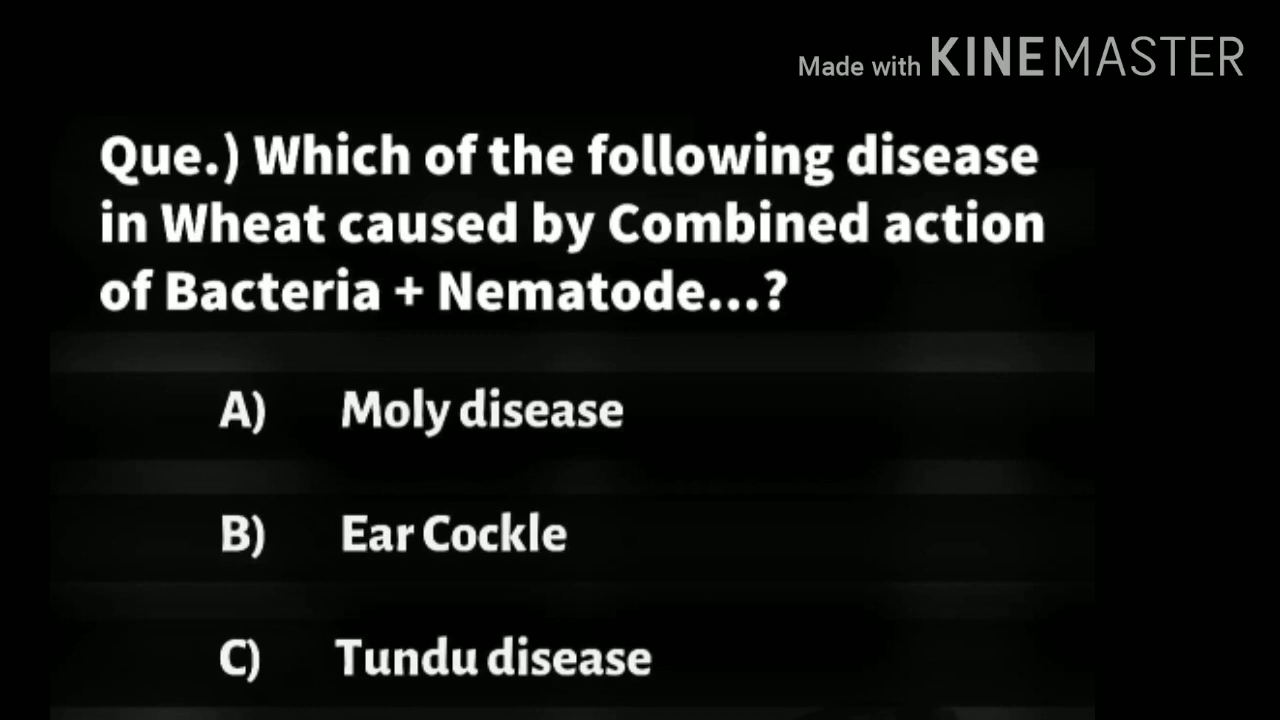 Made with KINEMASTER
Que.) Which of the following disease
in Wheat caused by Combined action
of Bacteria + Nematode...?
A) Moly disease
B) Ear Cockle
C) Tundu disease